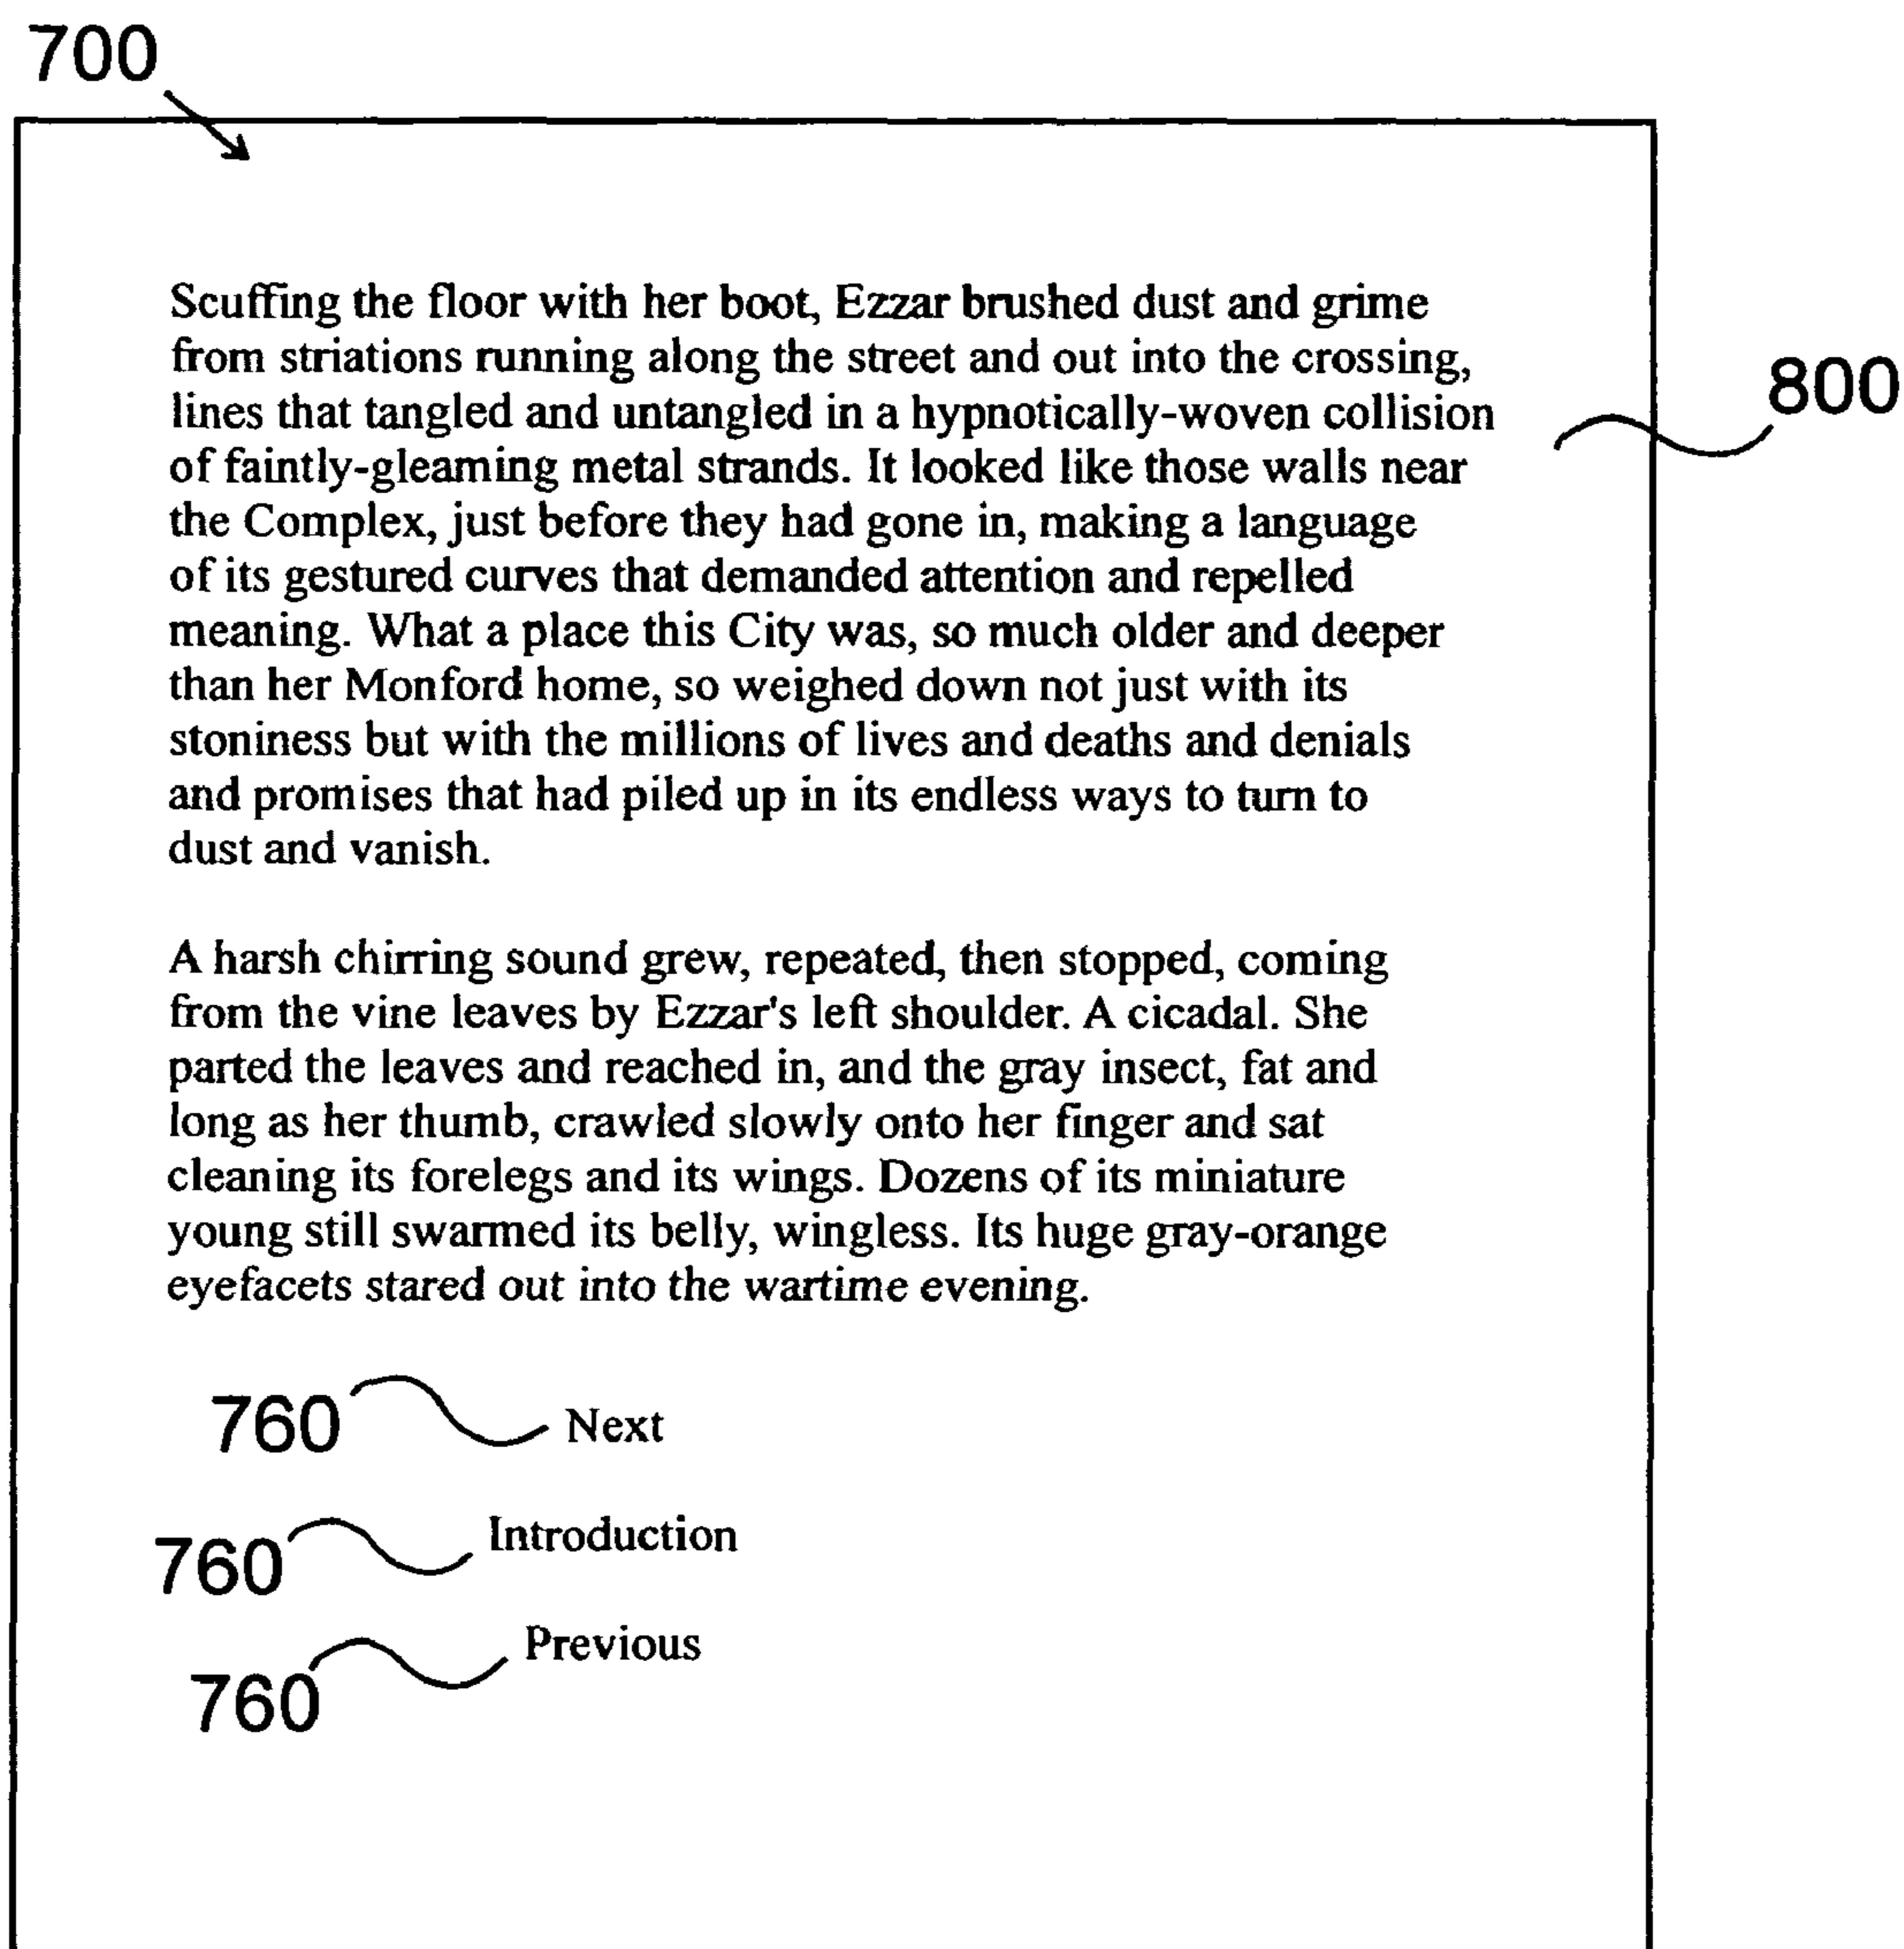 700
Scuffing the floor with her boot, Ezzar brushed dust and grime
from striations running along the street and out into the crossing,
800
lines that tangled and untangled in a hypnotically-woven collision
of faintly-gleaming metal strands. It looked like those walls near
the Complex, just before they had gone in, making a language
of its gestured curves that demanded attention and repelled
meaning. What a place this City was, so much older and deeper
than her Monford home, so weighed down not just with its
stoniness but with the millions of lives and deaths and denials
and promises that had piled up in its endless ways to turn to
dust and vanish.
A harsh chirring sound grew, repeated, then stopped, coming
from the vine leaves by Ezzar's left shoulder. A cicadal. She
parted the leaves and reached in, and the gray insect, fat and
long as her thumb, crawled slowly onto her finger and sat
cleaning its forelegs and its wings. Dozens of its miniature
young still swarmed its belly, wingless. Its huge gray-orange
eyefacets stared out into the wartime evening.
760 Next
760 Introduction
760 Previous